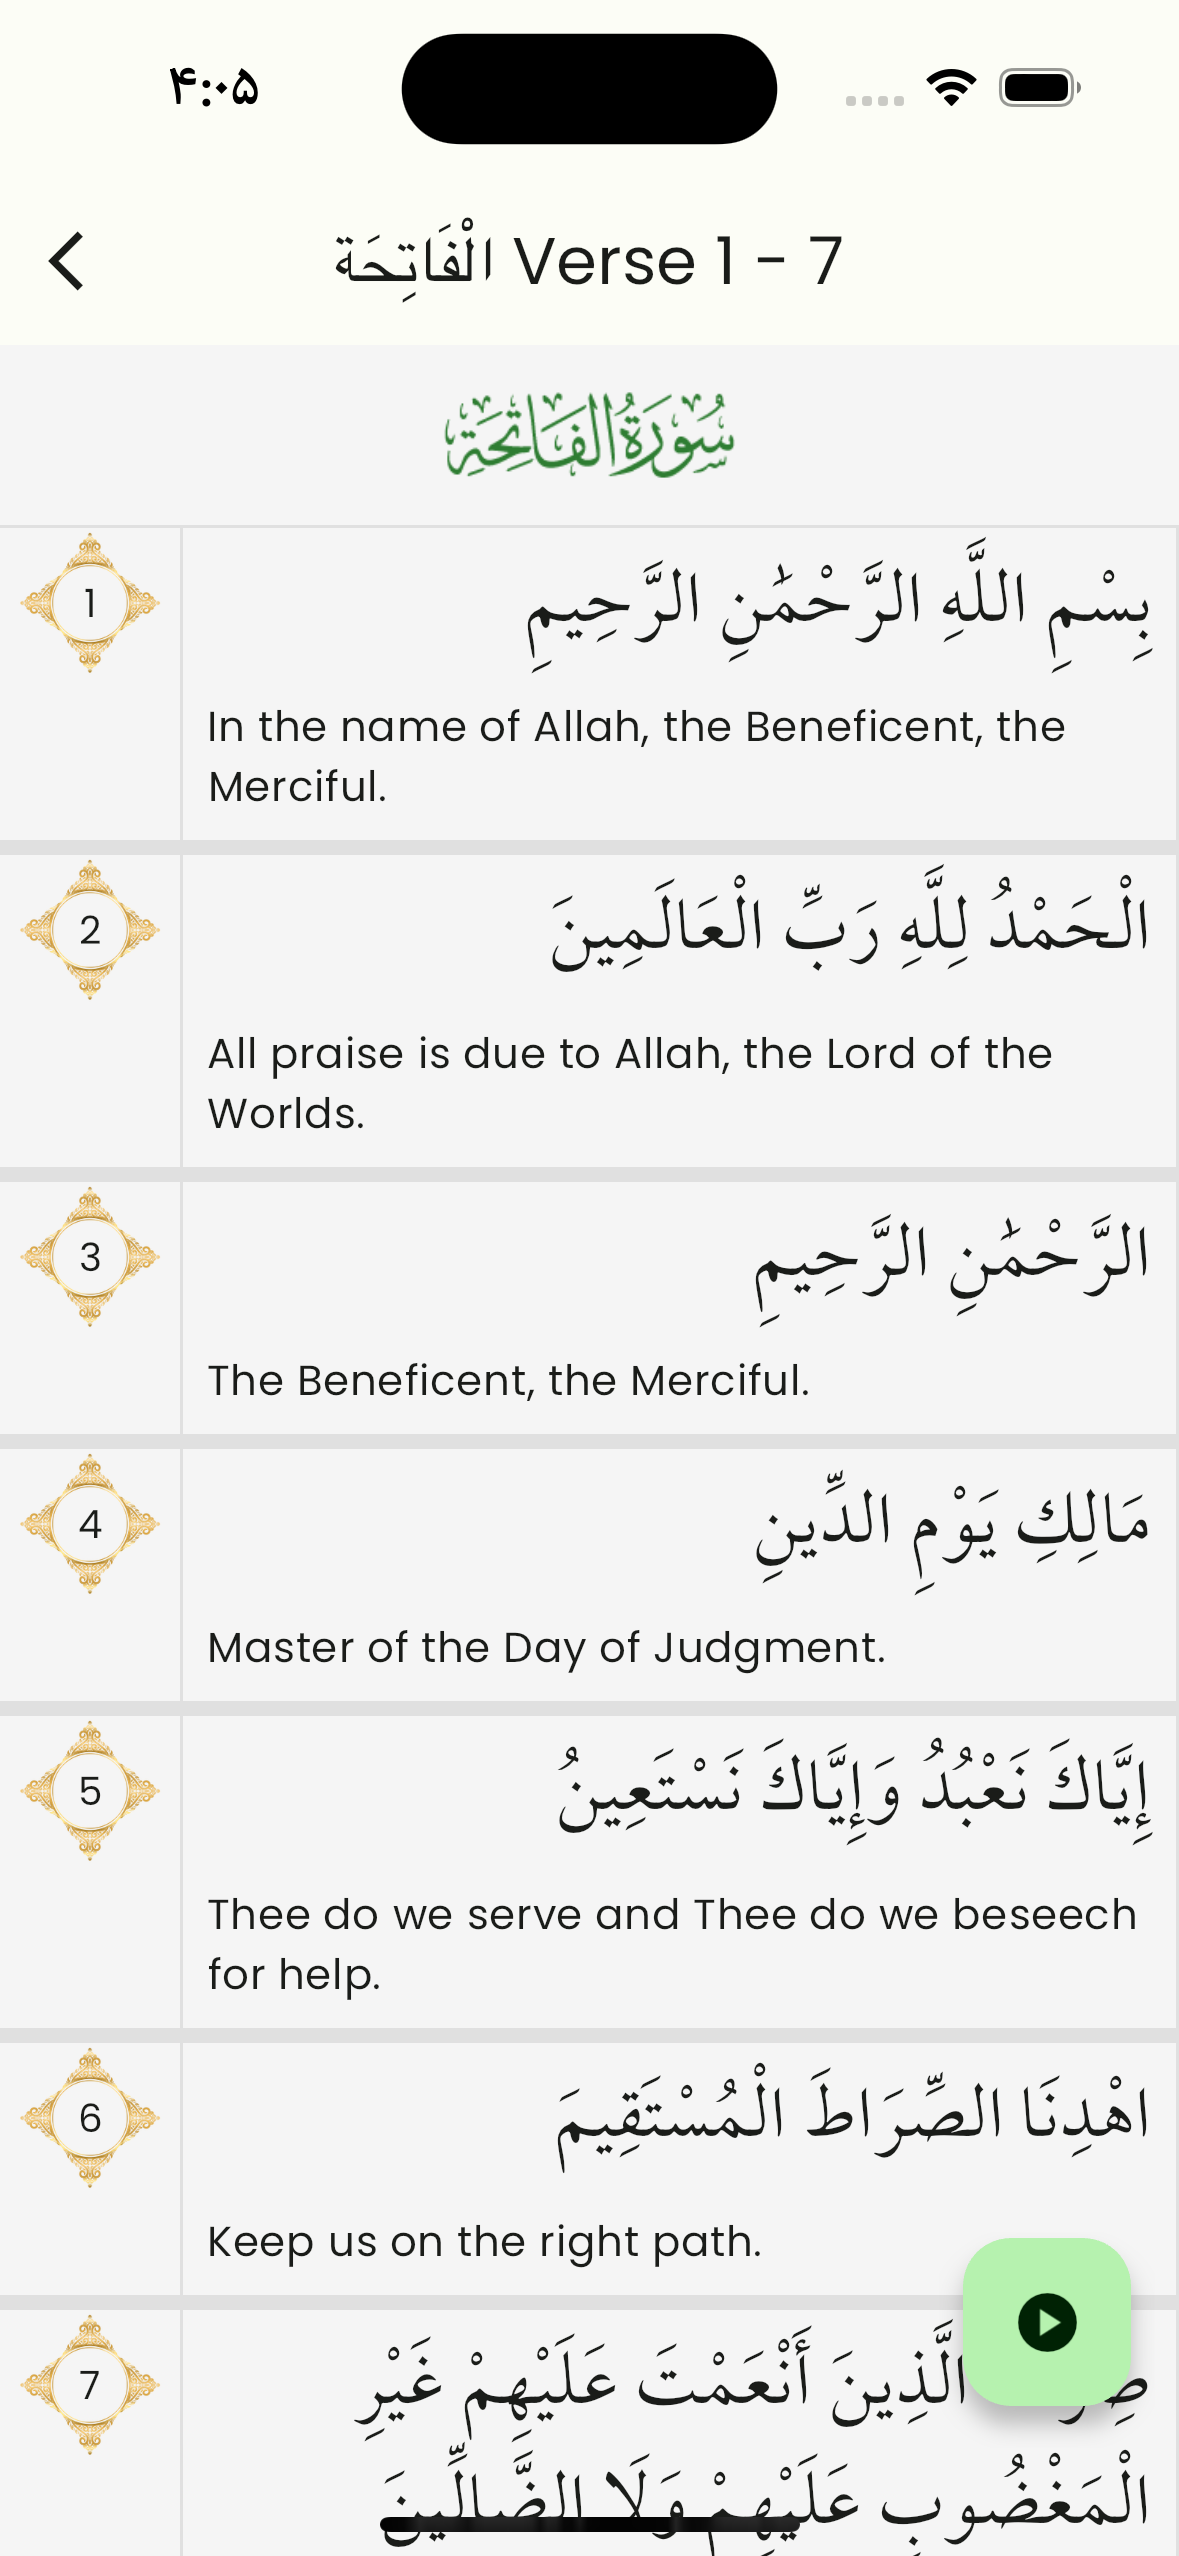 ۴:۰۵
الْفَاتِحَة Verse 1 - 7
سُورَةُ الفَاتِحَة
1
بِسْمِ اللَّهِ الرَّحْمَٰنِ الرَّحِيمِ
In the name of Allah, the Beneficent, the
Merciful.
2
الْحَمْدُ لِلَّهِ رَبِّ الْعَالَمِينَ
All praise is due to Allah, the Lord of the
Worlds.
3
الرَّحْمَٰنِ الرَّحِيمِ
The Beneficent, the Merciful.
4
مَالِكِ يَوْمِ الدِّينِ
Master of the Day of Judgment.
5
إِيَّاكَ نَعْبُدُ وَإِيَّاكَ نَسْتَعِينُ
Thee do we serve and Thee do we beseech
for help.
6
اهْدِنَا الصِّرَاطَ الْمُسْتَقِيمَ
Keep us on the right path.
7
الَّذِينَ أَنْعَمْتَ عَلَيْهِمْ غَيْرِ
الْمَغْضُوبِ عَلَيْهِمْ وَلَا الضَّالِّينَ